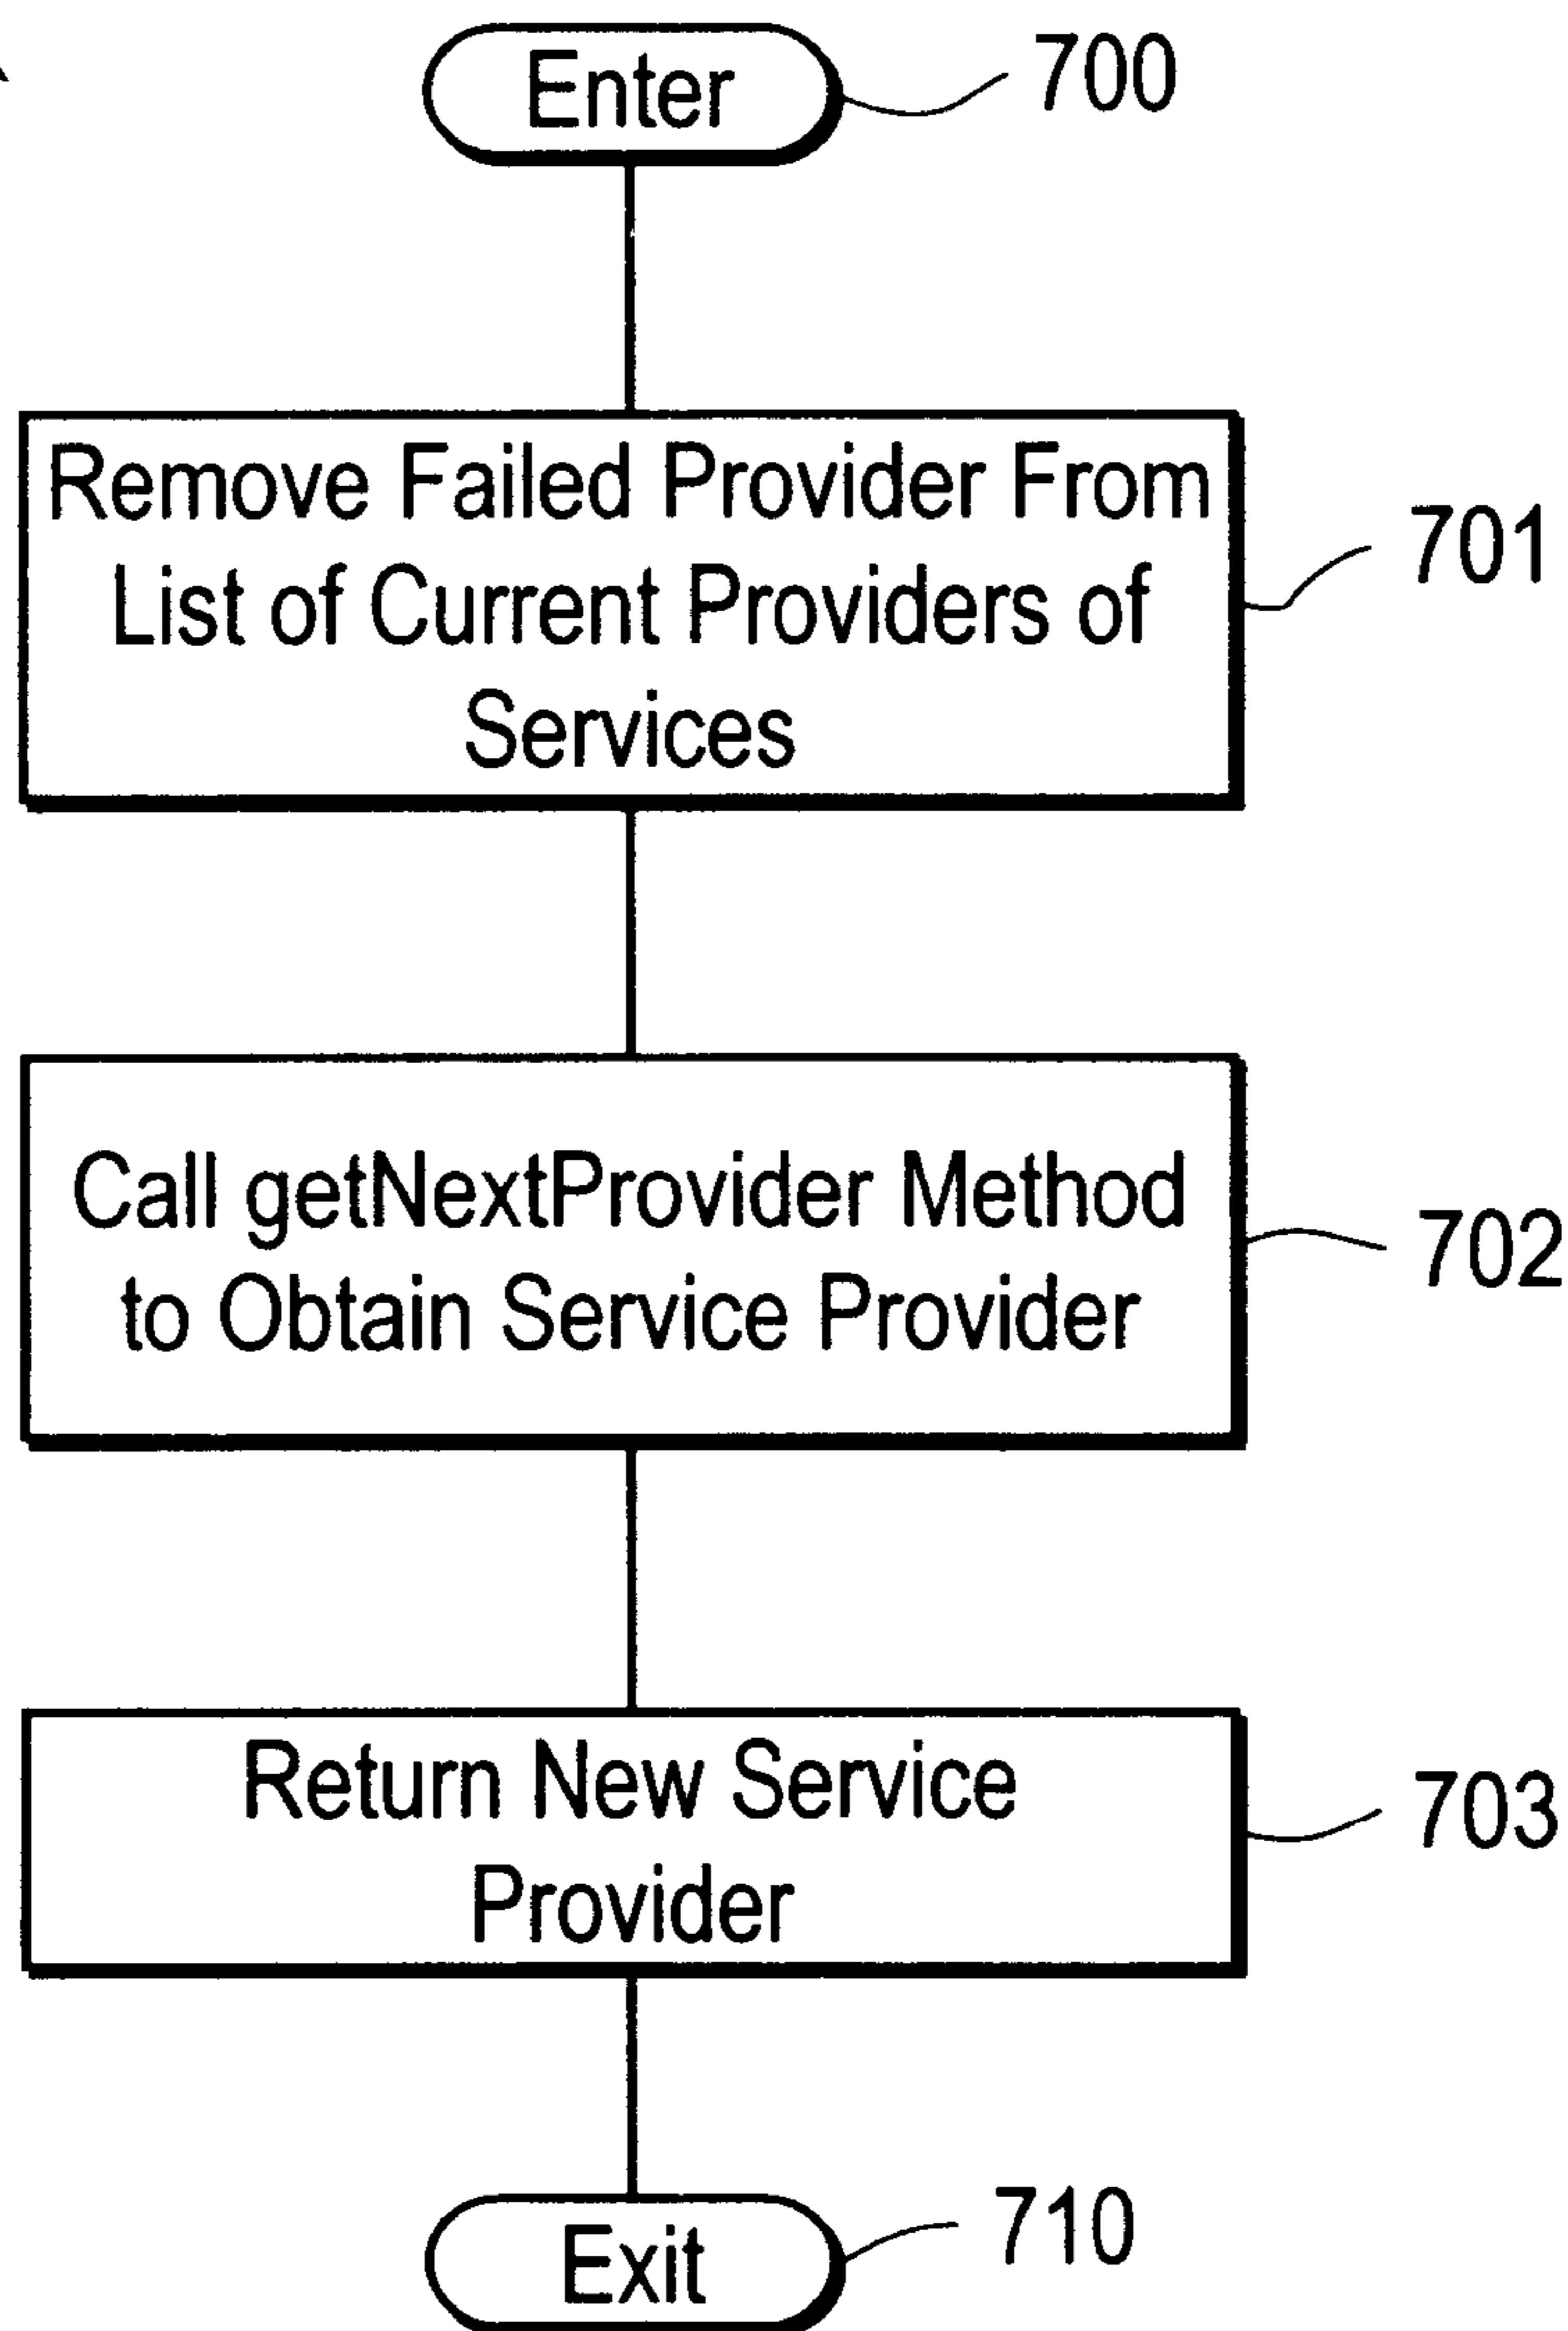 Enter
700
Remove Failed Provider From
List of Current Providers of
Services
701
Call getNextProvider Method
to Obtain Service Provider
702
Return New Service
Provider
703
Exit
710